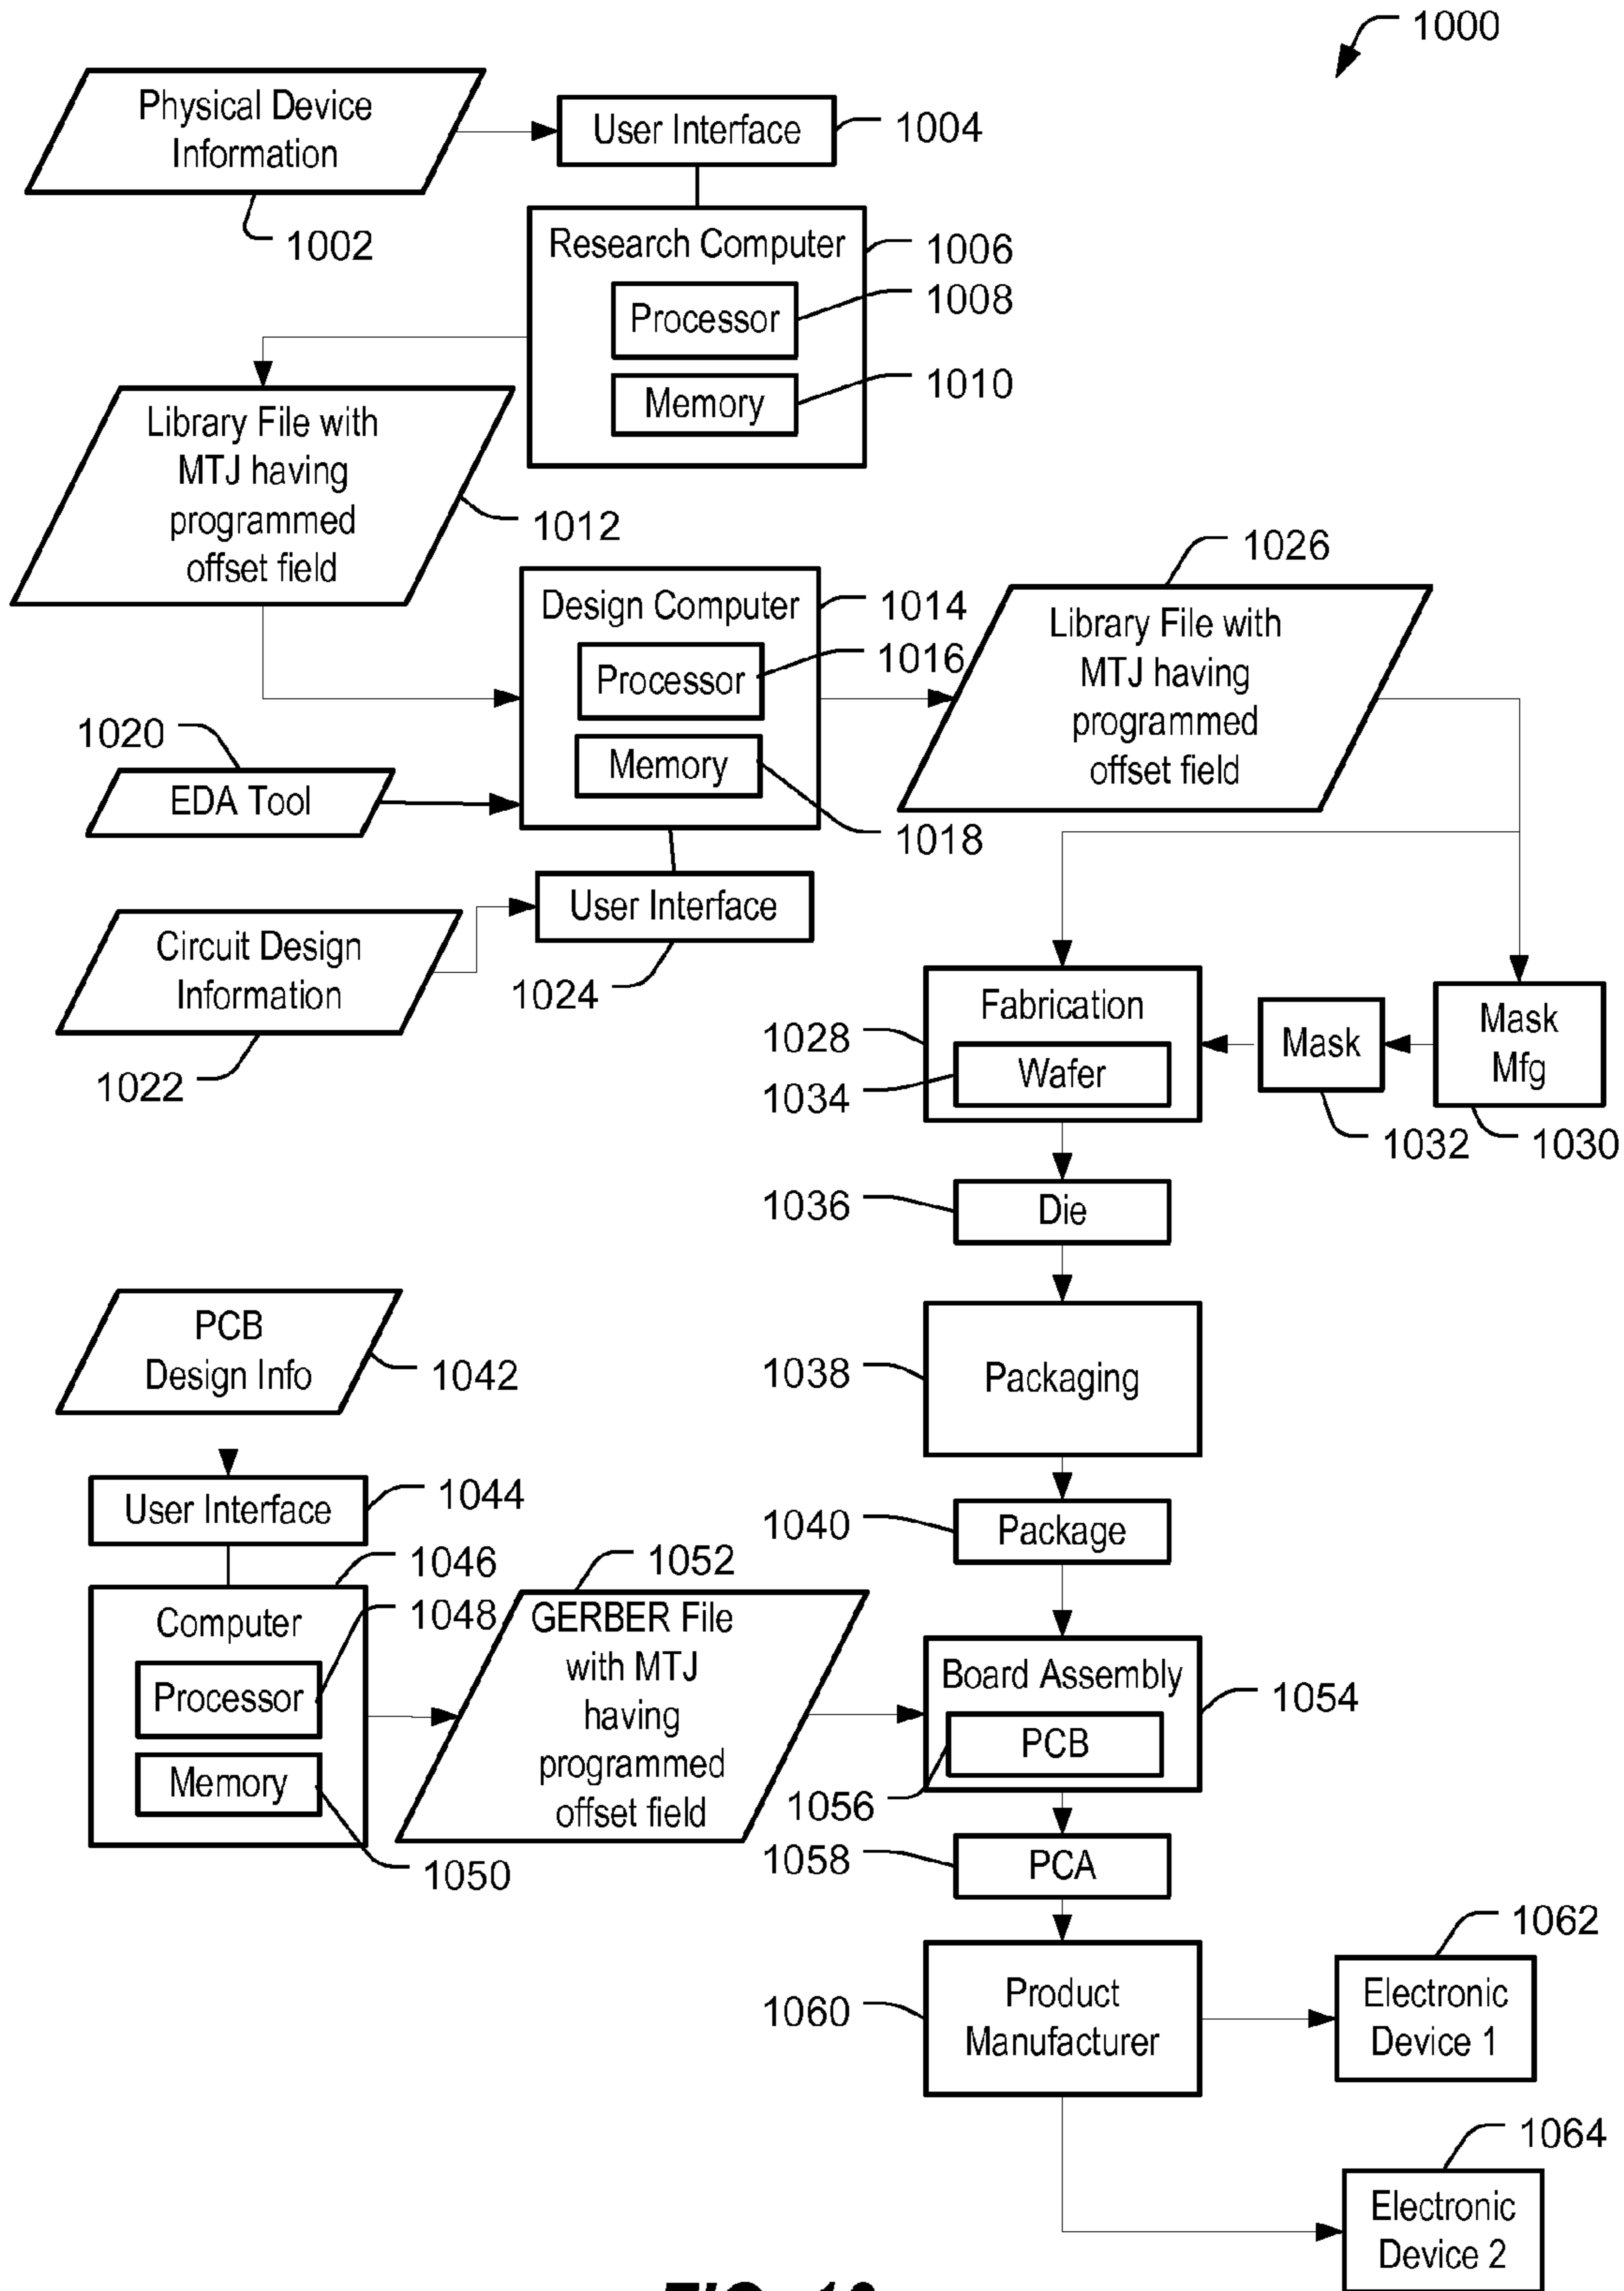 1000
Physical Device
Information
1002
User Interface
1004
Research Computer
1006
Processor
1008
Memory
1010
Library File with
MTJ having
programmed
offset field
1012
Design Computer
1014
Processor
1016
Memory
1018
1020
EDA Tool
Circuit Design
Information
1022
User Interface
1024
1026
Library File with
MTJ having
programmed
offset field
Fabrication
1028
Wafer
1034
Mask
1032
Mask
Mfg
1030
1036
Die
1038
Packaging
1040
Package
PCB
Design Info
1042
User Interface
1044
1046
Computer
1048
Processor
Memory
1050
1052
GERBER File
with MTJ
having
programmed
offset field
Board Assembly
1054
PCB
1056
1058
PCA
1060
Product
Manufacturer
1062
Electronic
Device 1
1064
Electronic
Device 2